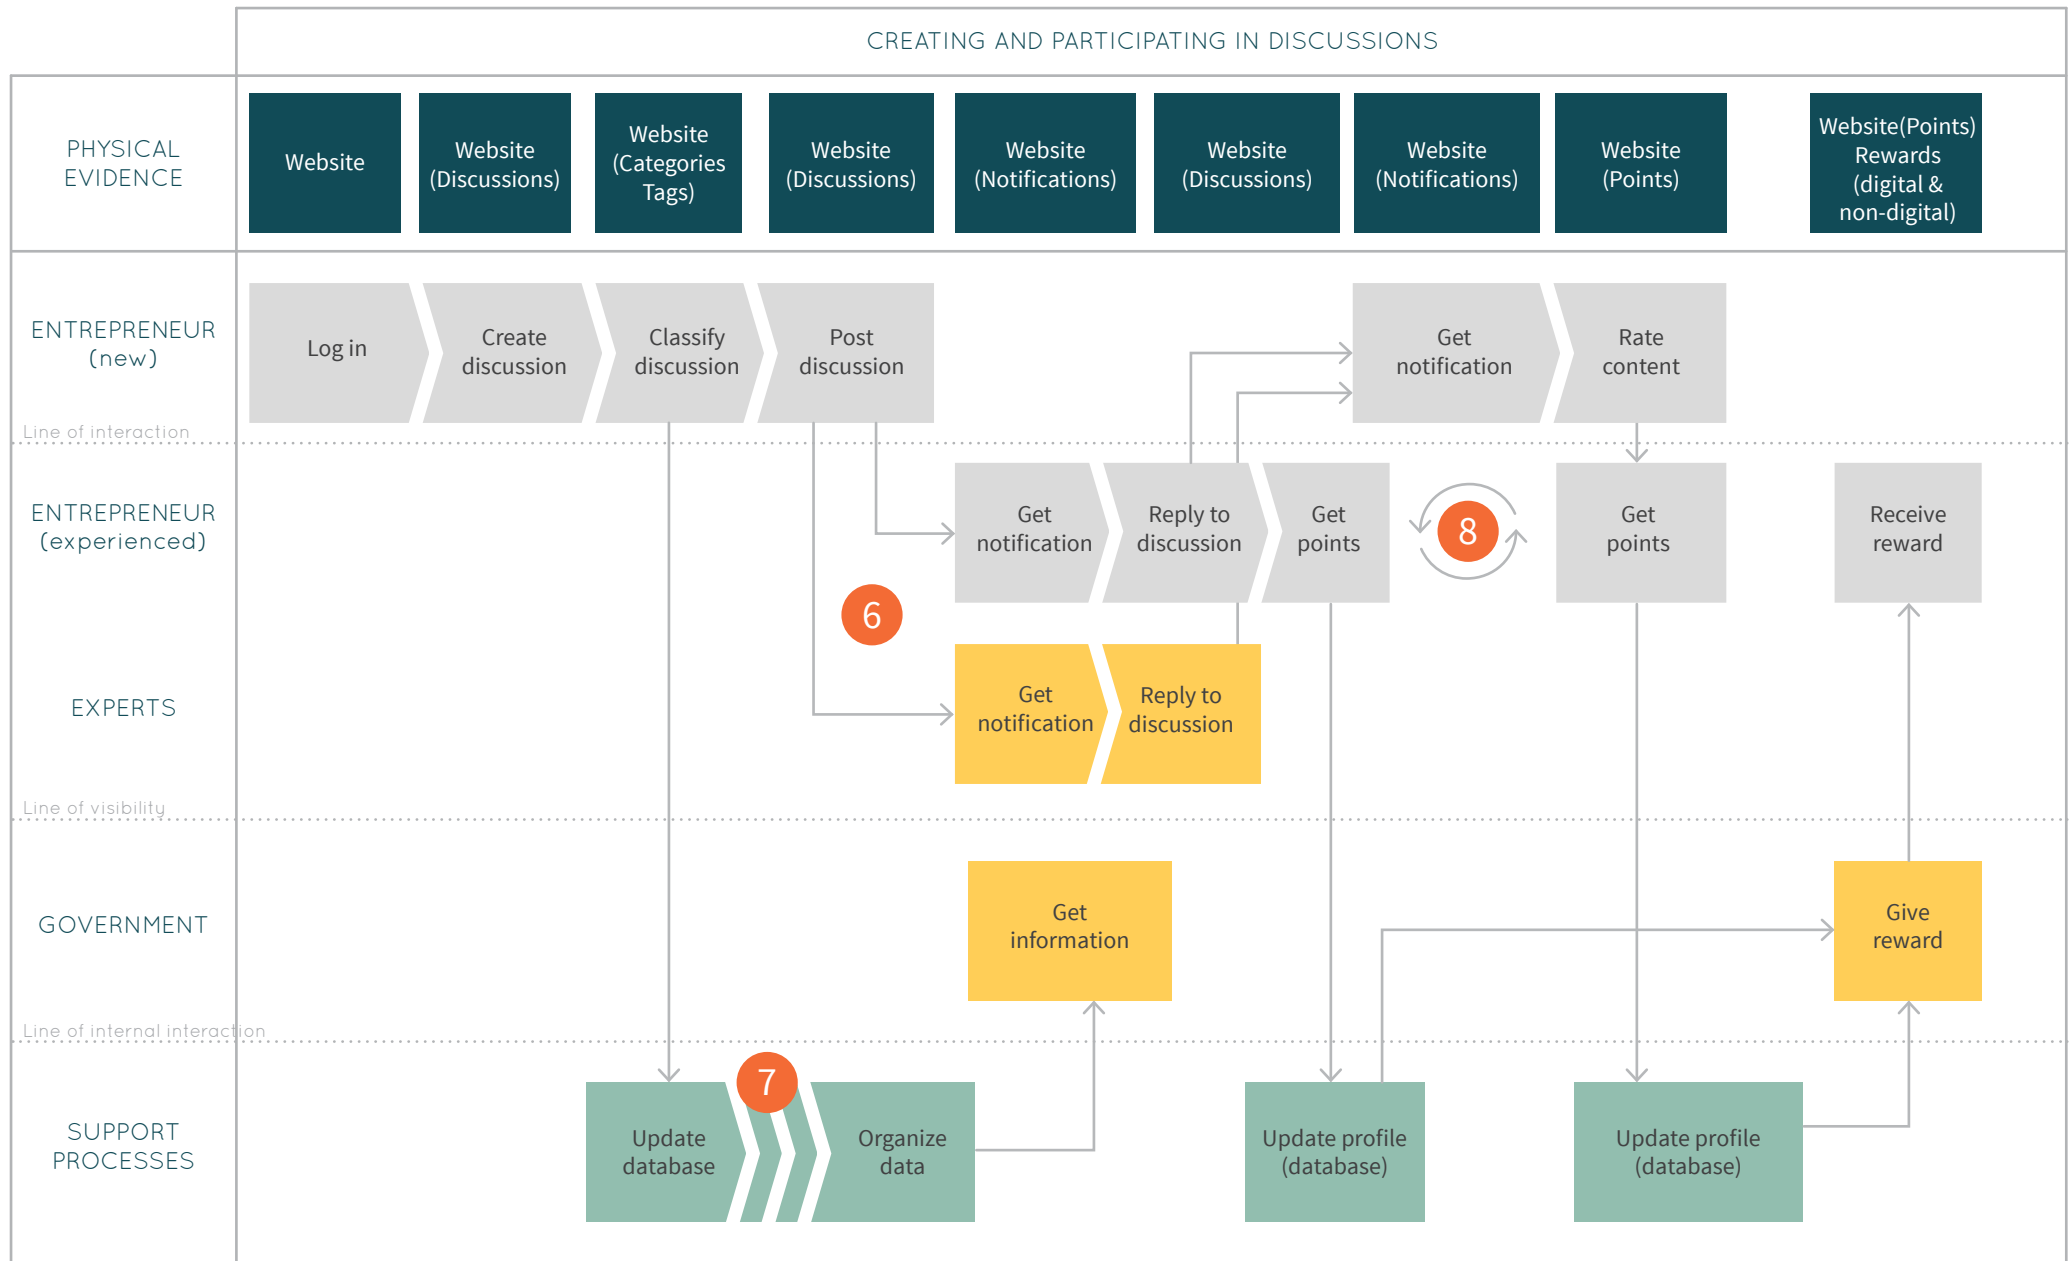 CREATING AND PARTICIPATING IN DISCUSSIONS
PHYSICAL
EVIDENCE
Website
Website
(Discussions)
Website
(Categories
Tags)
Website
(Discussions)
Website
(Notifications)
Website
(Discussions)
Website
(Notifications)
Website
(Points)
Website(Points)
Rewards
(digital &
non-digital)
ENTREPRENEUR
(new)
Log in
Create
discussion
Classify
discussion
Post
discussion
Get
notification
Rate
content
Line of interaction
ENTREPRENEUR
(experienced)
Get
notification
Reply to
discussion
Get
points
8
Get
points
Receive
reward
6
EXPERTS
Get
notification
Reply to
discussion
Line of visibility
GOVERNMENT
Get
information
Give
reward
Line of internal interaction
7
SUPPORT
PROCESSES
Update
database
Organize
data
Update profile
(database)
Update profile
(database)